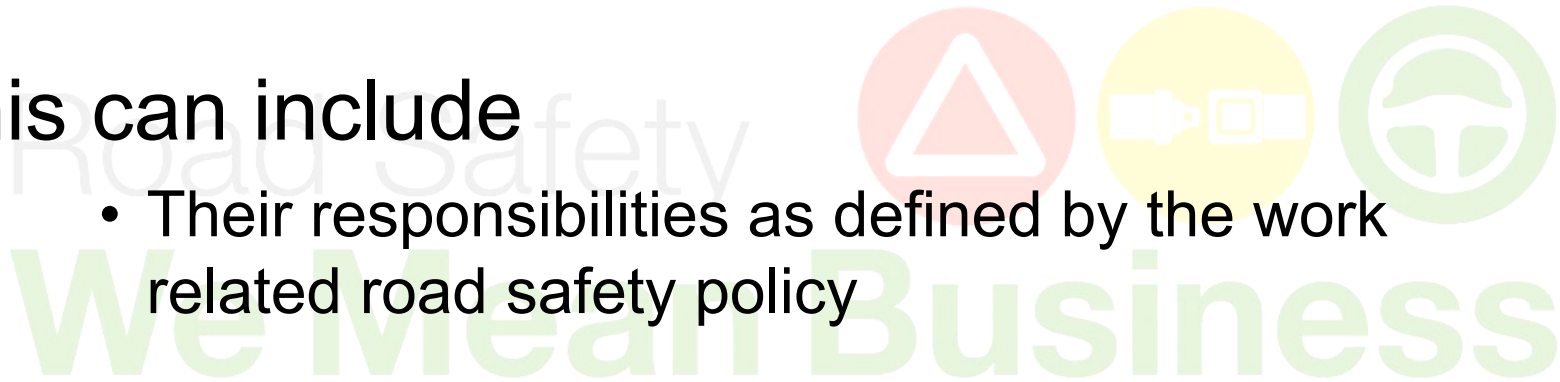 is can include
Road Safety
• Their responsibilities as defined by the work
related road safety policy
We Mean Business